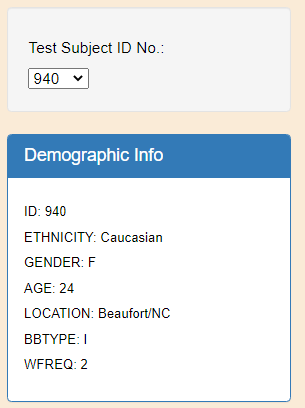 Test Subject ID No.:
940
Demographic Info
ID: 940
ETHNICITY: Caucasian
GENDER: F
AGE: 24
LOCATION: Beaufort/NC
BBTYPE: I
WFREQ: 2